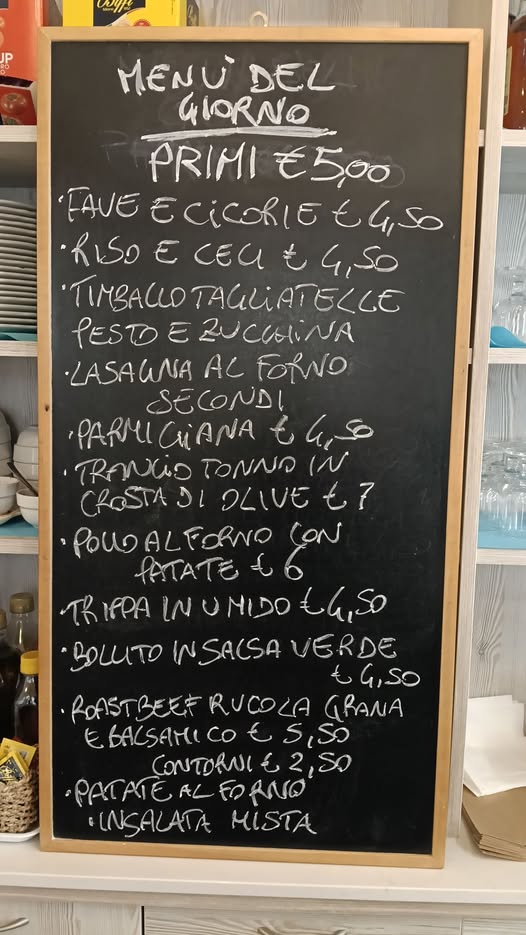 MENÙ DEL
GIORNO
PRIMI € 5,00
• FAVE E CICORIE € 4,50
• RISO E CECI € 4,50
• TIMBALLO TAGLIATELLE
PESTO E ZUCCHINA
• LASAGNA AL FORNO
SECONDI
• PARMIGIANA € 4,50
• TRANCIO TONNO IN
CROSTA DI OLIVE € 7
• POLLO AL FORNO CON
PATATE € 6
• TRIPPA IN UMIDO € 4,50
• BOLLITO IN SALSA VERDE
€ 4,50
• ROASTBEEF RUCOLA GRANA
E BALSAMICO € 5,50
CONTORNI € 2,50
• PATATE AL FORNO
• INSALATA MISTA